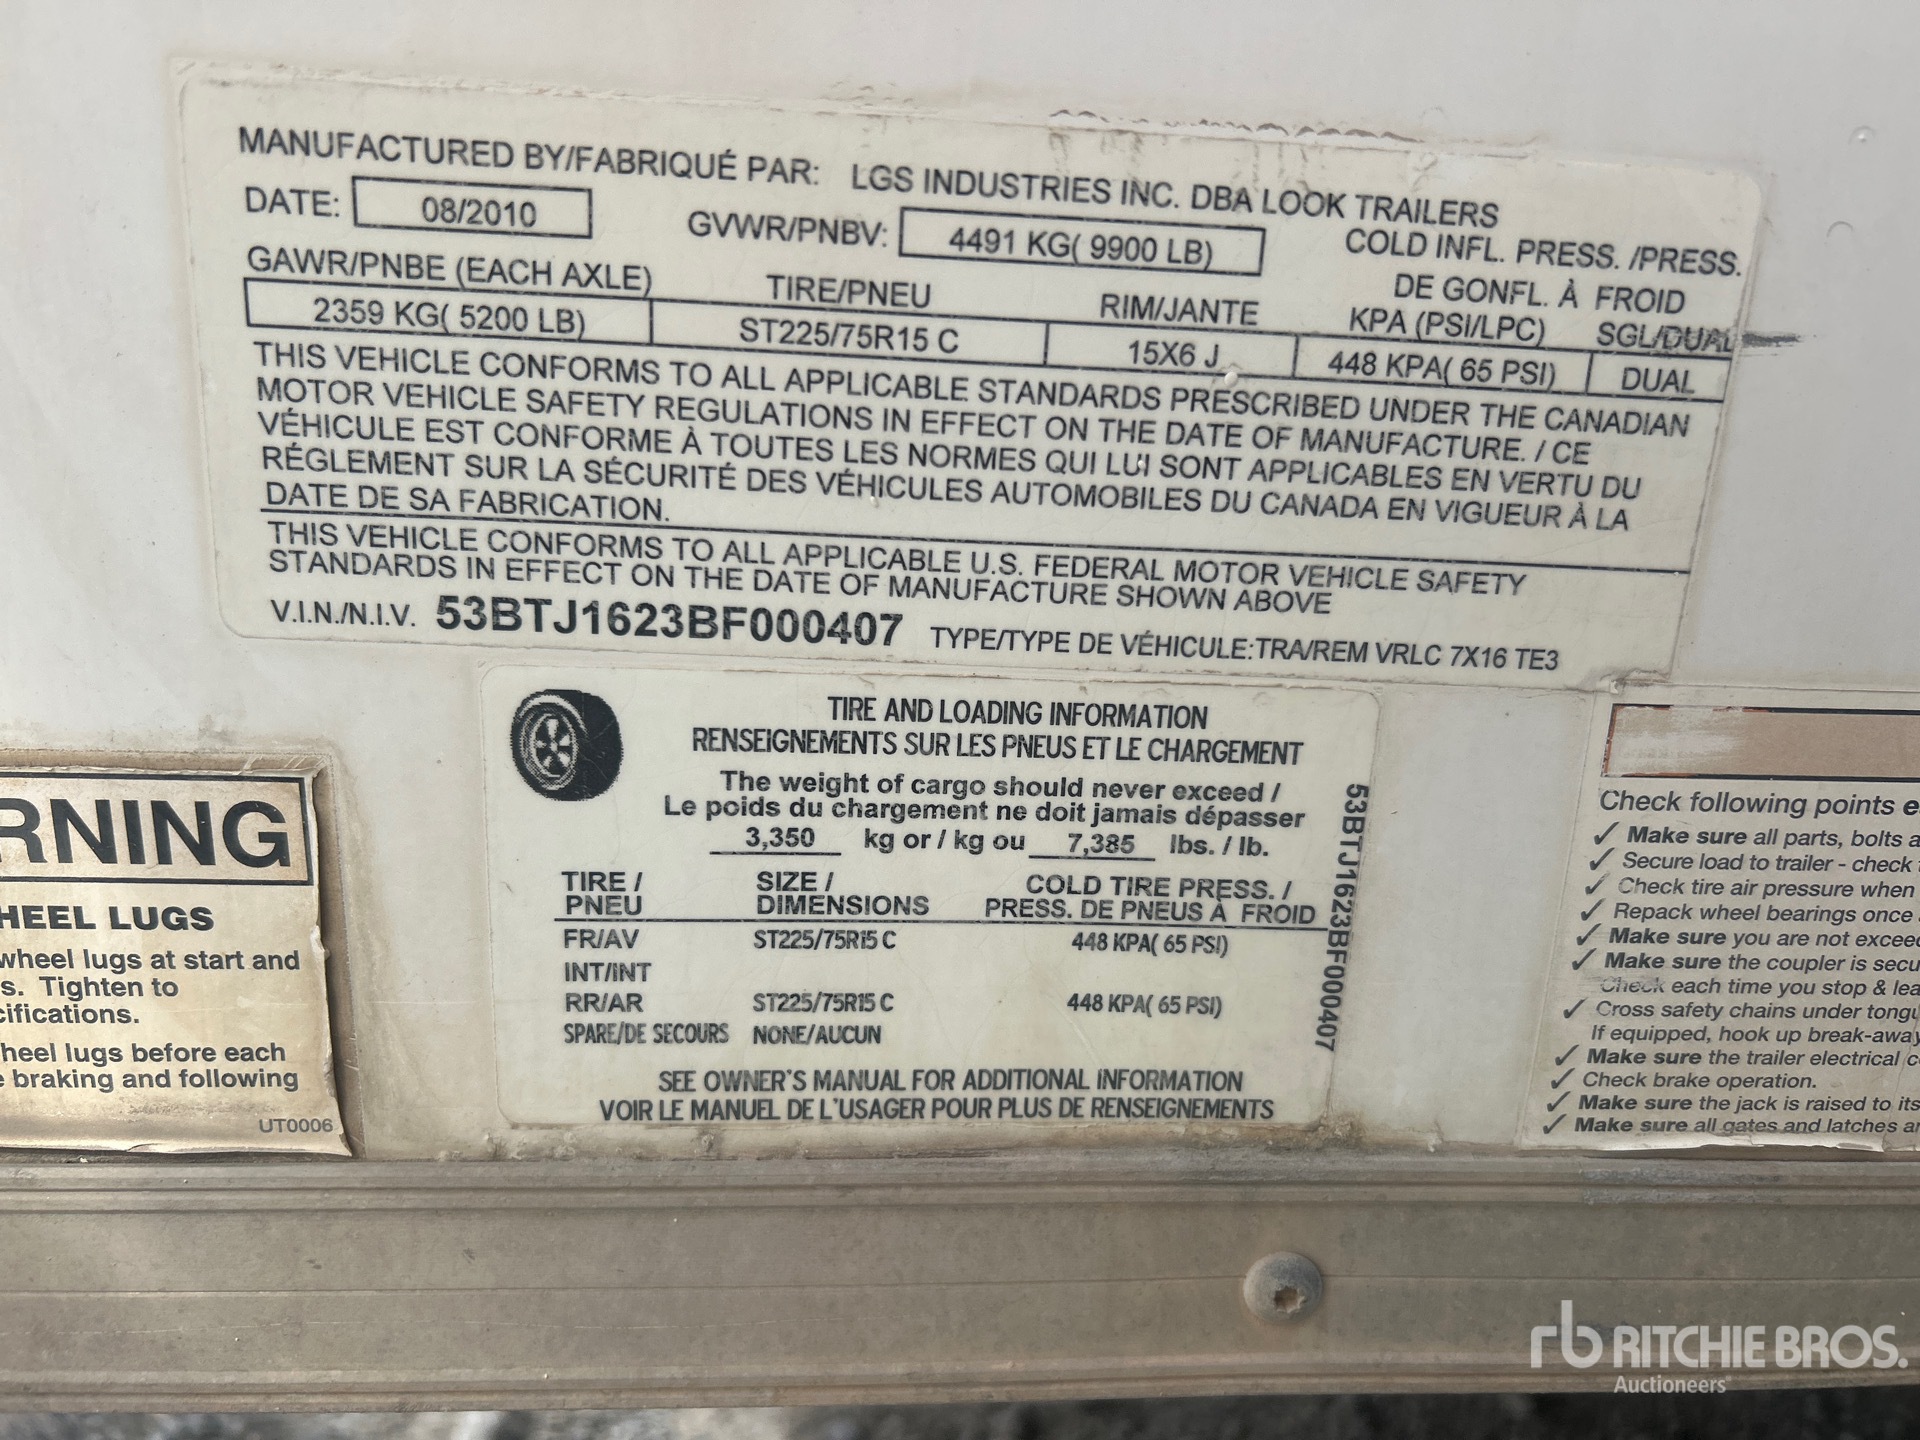 MANUFACTURED BY/FABRIQUÉ PAR: LGS INDUSTRIES INC. DBA LOOK TRAILERS
DATE: 08/2010 GVWR/PNBV: 4491 KG( 9900 LB) COLD INFL. PRESS. /PRESS.
DE GONFL. À FROID
GAWR/PNBE (EACH AXLE) TIRE/PNEU RIM/JANTE KPA (PSI/LPC) SGL/DUAL
2359 KG( 5200 LB) ST225/75R15 C 15X6 J 448 KPA( 65 PSI) DUAL
THIS VEHICLE CONFORMS TO ALL APPLICABLE STANDARDS PRESCRIBED UNDER THE CANADIAN
MOTOR VEHICLE SAFETY REGULATIONS IN EFFECT ON THE DATE OF MANUFACTURE. / CE
VÉHICULE EST CONFORME À TOUTES LES NORMES QUI LUI SONT APPLICABLES EN VERTU DU
RÉGLEMENT SUR LA SÉCURITÉ DES VÉHICULES AUTOMOBILES DU CANADA EN VIGUEUR À LA
DATE DE SA FABRICATION.
THIS VEHICLE CONFORMS TO ALL APPLICABLE U.S. FEDERAL MOTOR VEHICLE SAFETY
STANDARDS IN EFFECT ON THE DATE OF MANUFACTURE SHOWN ABOVE
V.I.N./N.I.V. 53BTJ1623BF000407 TYPE/TYPE DE VÉHICULE:TRA/REM VRLC 7X16 TE3
TIRE AND LOADING INFORMATION
RENSEIGNEMENTS SUR LES PNEUS ET LE CHARGEMENT
The weight of cargo should never exceed /
Le poids du chargement ne doit jamais dépasser
3,350 kg or / kg ou 7,385 lbs. / lb.
TIRE / SIZE / COLD TIRE PRESS. /
PNEU DIMENSIONS PRESS. DE PNEUS À FROID
FR/AV ST225/75R15 C 448 KPA( 65 PSI)
INT/INT
RR/AR ST225/75R15 C 448 KPA( 65 PSI)
SPARE/DE SECOURS NONE/AUCUN
SEE OWNER'S MANUAL FOR ADDITIONAL INFORMATION
VOIR LE MANUEL DE L'USAGER POUR PLUS DE RENSEIGNEMENTS
53BTJ1623BF000407
RNING
HEEL LUGS
wheel lugs at start and
s. Tighten to
cifications.
heel lugs before each
e braking and following
UT0006
Check following points
✓ Make sure all parts, bolts
✓ Secure load to trailer - check
✓ Check tire air pressure when
✓ Repack wheel bearings once
✓ Make sure you are not excee
✓ Make sure the coupler is secu
Check each time you stop & lea
✓ Cross safety chains under tongu
If equipped, hook up break-away
✓ Make sure the trailer electrical
✓ Check brake operation.
✓ Make sure the jack is raised to its
✓ Make sure all gates and latches
rb RITCHIE BROS.
Auctioneers